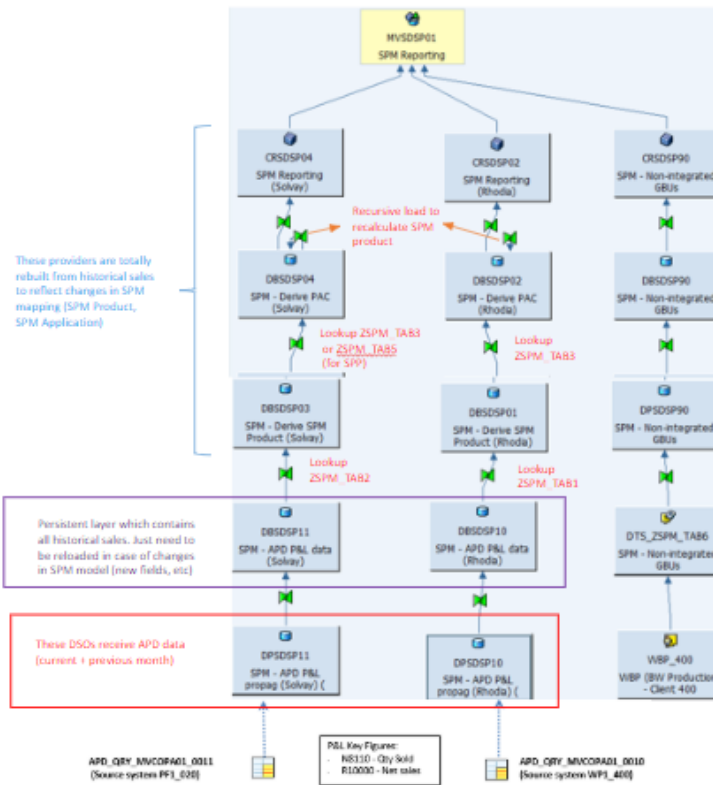 MVSDSP01
SPM Reporting
CRSDSP04
SPM Reporting
(Solvay)
CRSDSP02
SPM Reporting
(Rhodia)
CRSDSP90
SPM - Non-integrated
GBUs
Recursive load to
recalculate SPM
product
These providers are totally
rebuilt from historical sales
to reflect changes in SPM
mapping (SPM Product,
SPM Application)
DBSDSP04
SPM - Derive PAC
(Solvay)
DBSDSP02
SPM - Derive PAC
(Rhodia)
DBSDSP90
SPM - Non-integrated
GBUs
Lookup ZSPM_TAB3
or ZSPM_TAB5
(for SPP)
Lookup
ZSPM_TAB3
DBSDSP03
SPM - Derive SPM
Product (Solvay)
DBSDSP01
SPM - Derive SPM
Product (Rhodia)
DPSDSP90
SPM - Non-integrated
GBUs
Lookup
ZSPM_TAB2
Lookup
ZSPM_TAB1
Persistent layer which contains
all historical sales. Just need to
be reloaded in case of changes
in SPM model (new fields, etc)
DBSDSP11
SPM - APD P&L data
(Solvay)
DBSDSP10
SPM - APD P&L data
(Rhodia)
DTS_ZSPM_TAB6
SPM - Non-integrated
GBUs
These DSOs receive APD data
(current + previous month)
DPSDSP11
SPM - APD P&L
propag (Solvay) (
DPSDSP10
SPM - APD P&L
propag (Rhodia) (
WBP_400
WBP (BW Production
- Client 400
APD_QRY_MVCOPA01_0011
(Source system PF1_020)
P&L Key Figures:
- N8110 - Qty Sold
- R10000 - Net sales
APD_QRY_MVCOPA01_0010
(Source system WP1_400)